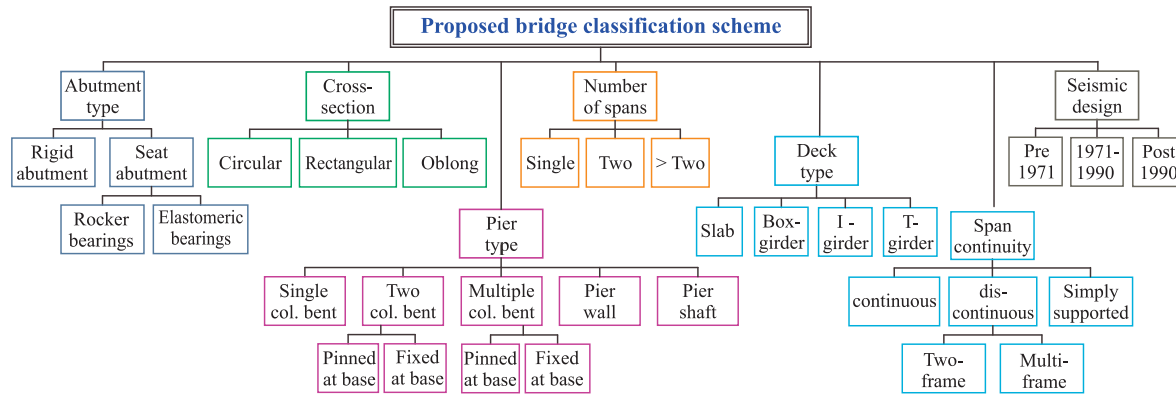 Proposed bridge classification scheme
Abutment
type
Cross-
section
Number
of spans
Seismic
design
Rigid
abutment
Seat
abutment
Circular
Rectangular
Oblong
Single
Two
> Two
Deck
type
Pre
1971
1971-
1990
Post
1990
Rocker
bearings
Elastomeric
bearings
Pier
type
Slab
Box-
girder
I -
girder
T-
girder
Span
continuity
Single
col. bent
Two
col. bent
Multiple
col. bent
Pier
wall
Pier
shaft
continuous
dis-
continuous
Simply
supported
Pinned
at base
Fixed
at base
Pinned
at base
Fixed
at base
Two-
frame
Multi-
frame